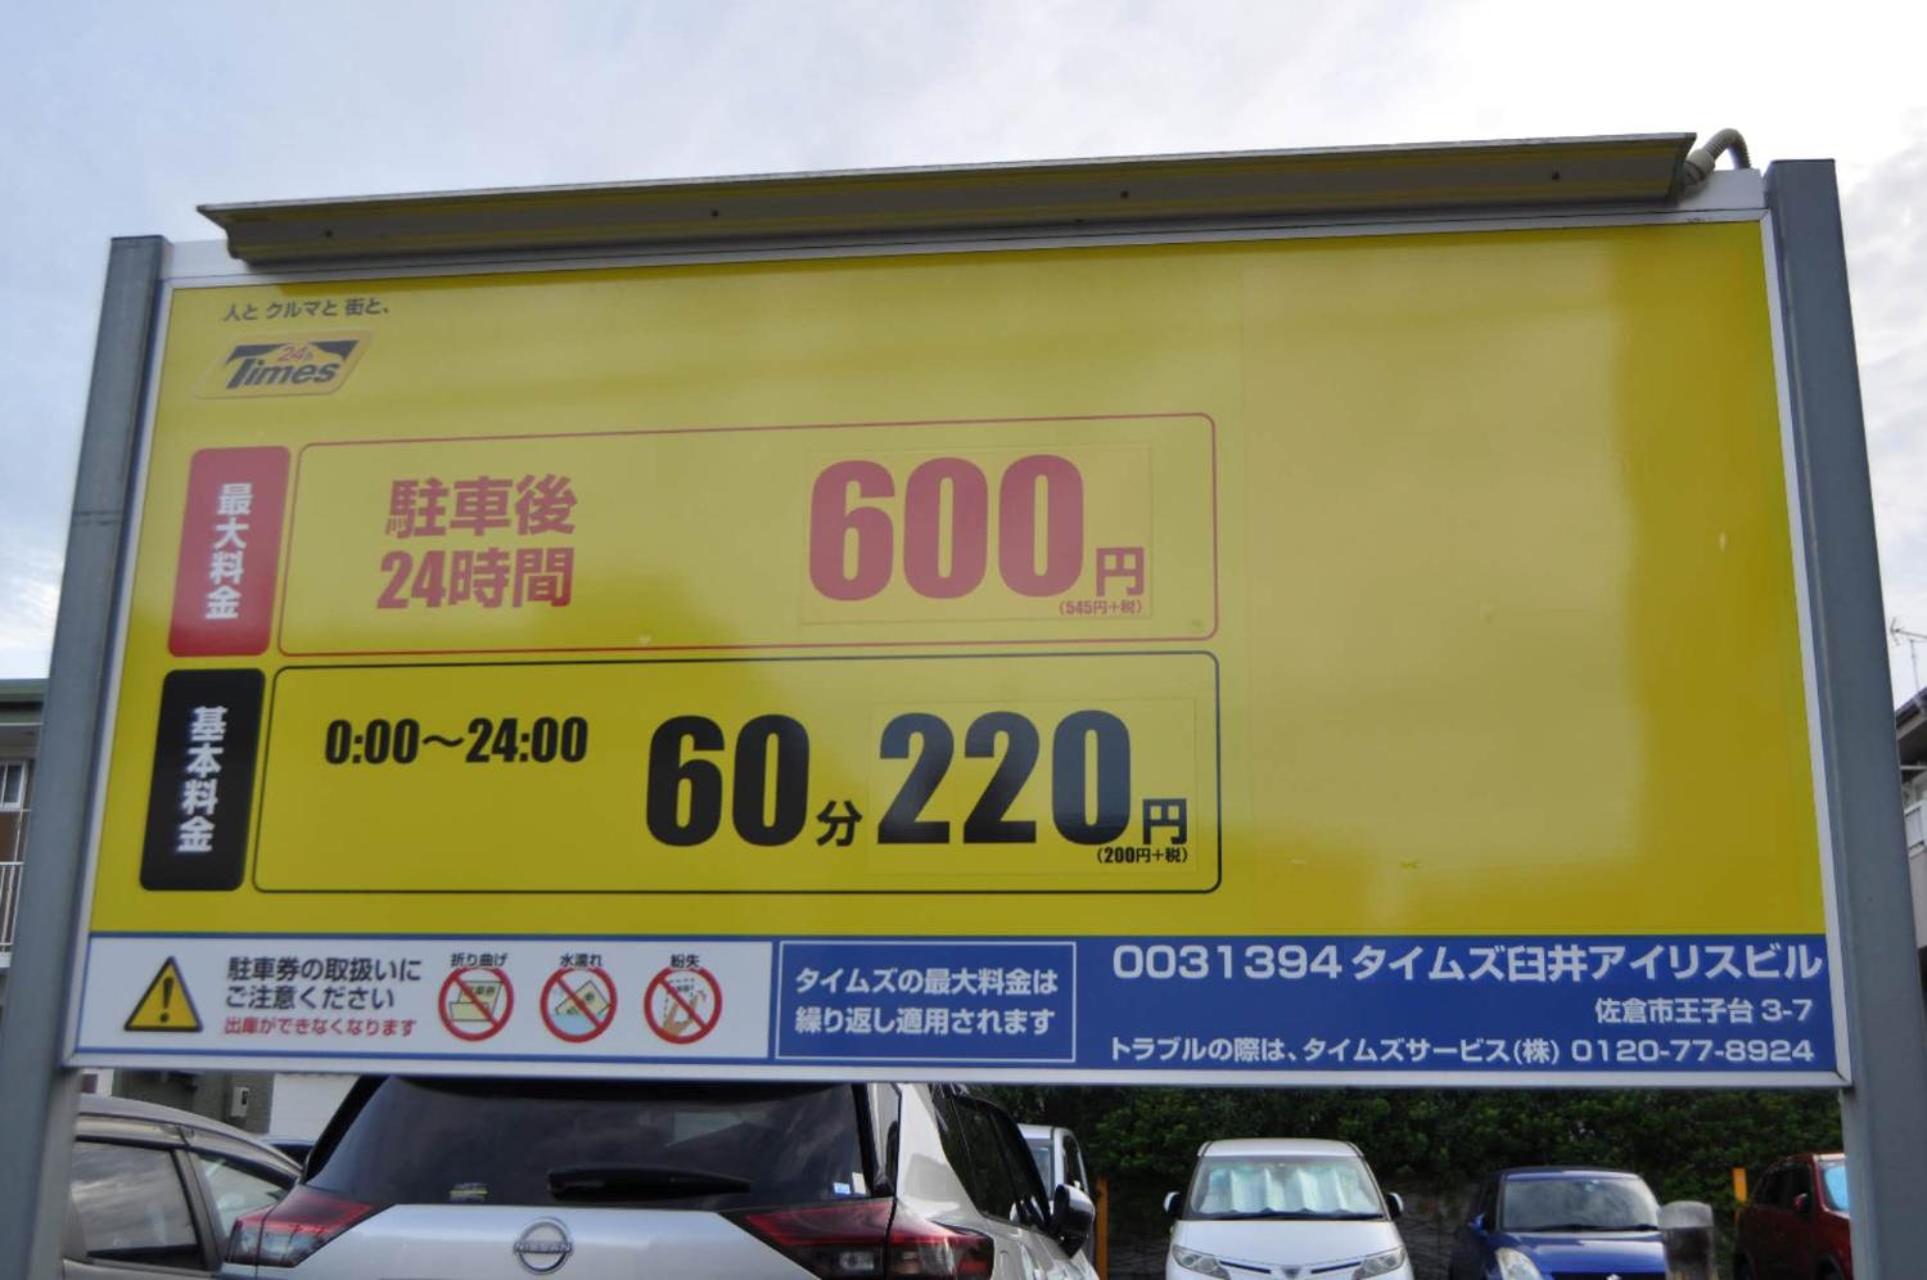 人と クルマと 街と、
24h
Times
最大料金
駐車後
24時間
600円
(545円+税)
基本料金
0:00～24:00
60分 220円
(200円+税)
駐車券の取扱いに
ご注意ください
出庫ができなくなります
折り曲げ
水濡れ
紛失
タイムズの最大料金は
繰り返し適用されます
0031394 タイムズ臼井アイリスビル
佐倉市王子台 3-7
トラブルの際は、タイムズサービス(株) 0120-77-8924
NISSAN